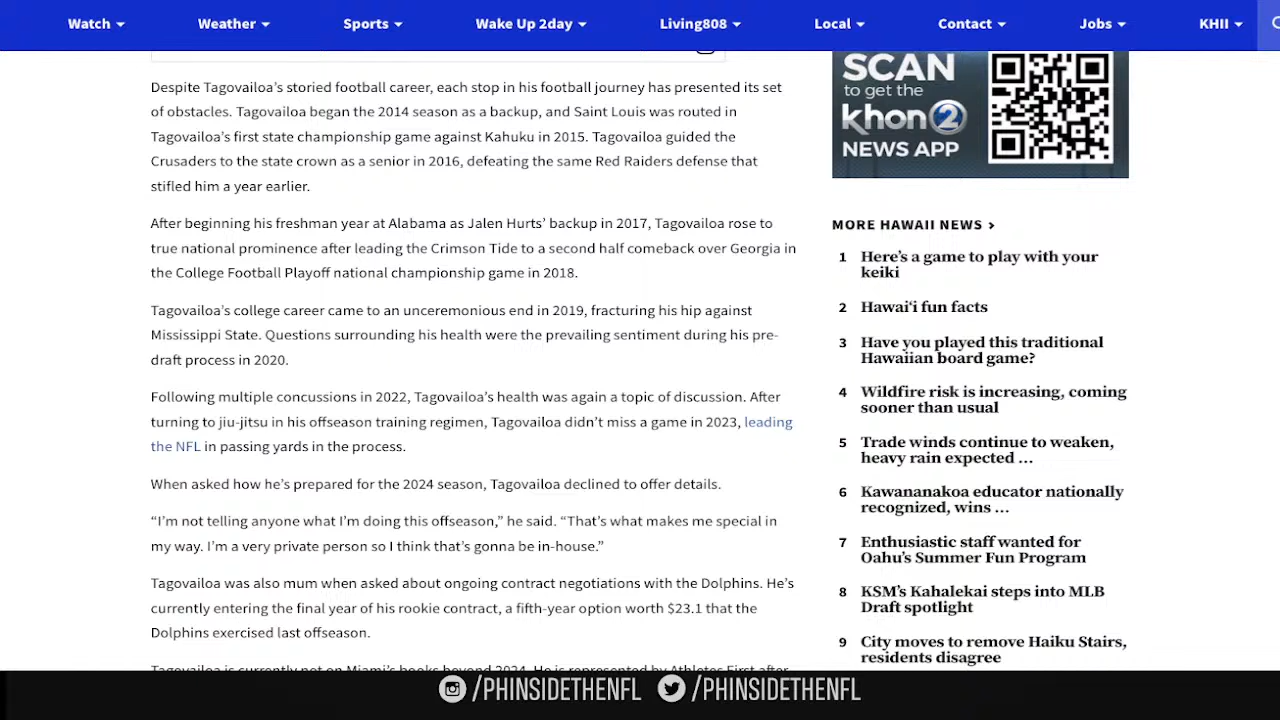 Watch
Weather
Sports
Wake Up 2day
Living808
Local
Contact
Jobs
KHII
Despite Tagovailoa’s storied football career, each stop in his football journey has presented its set
of obstacles. Tagovailoa began the 2014 season as a backup, and Saint Louis was routed in
Tagovailoa’s first state championship game against Kahuku in 2015. Tagovailoa guided the
Crusaders to the state crown as a senior in 2016, defeating the same Red Raiders defense that
stifled him a year earlier.
After beginning his freshman year at Alabama as Jalen Hurts’ backup in 2017, Tagovailoa rose to
true national prominence after leading the Crimson Tide to a second half comeback over Georgia in
the College Football Playoff national championship game in 2018.
Tagovailoa’s college career came to an unceremonious end in 2019, fracturing his hip against
Mississippi State. Questions surrounding his health were the prevailing sentiment during his pre-
draft process in 2020.
Following multiple concussions in 2022, Tagovailoa’s health was again a topic of discussion. After
turning to jiu-jitsu in his offseason training regimen, Tagovailoa didn’t miss a game in 2023, leading
the NFL in passing yards in the process.
When asked how he’s prepared for the 2024 season, Tagovailoa declined to offer details.
“I’m not telling anyone what I’m doing this offseason,” he said. “That’s what makes me special in
my way. I’m a very private person so I think that’s gonna be in-house.”
Tagovailoa was also mum when asked about ongoing contract negotiations with the Dolphins. He’s
currently entering the final year of his rookie contract, a fifth-year option worth $23.1 that the
Dolphins exercised last offseason.
Tagovailoa is currently not on Miami’s books beyond 2024. He is represented by Athletes First after
SCAN
to get the
khon2
NEWS APP
MORE HAWAII NEWS ›
1 Here’s a game to play with your
keiki
2 Hawaiʻi fun facts
3 Have you played this traditional
Hawaiian board game?
4 Wildfire risk is increasing, coming
sooner than usual
5 Trade winds continue to weaken,
heavy rain expected …
6 Kawananakoa educator nationally
recognized, wins …
7 Enthusiastic staff wanted for
Oahu’s Summer Fun Program
8 KSM’s Kahalekai steps into MLB
Draft spotlight
9 City moves to remove Haiku Stairs,
residents disagree
/PHINSIDETHENFL /PHINSIDETHENFL